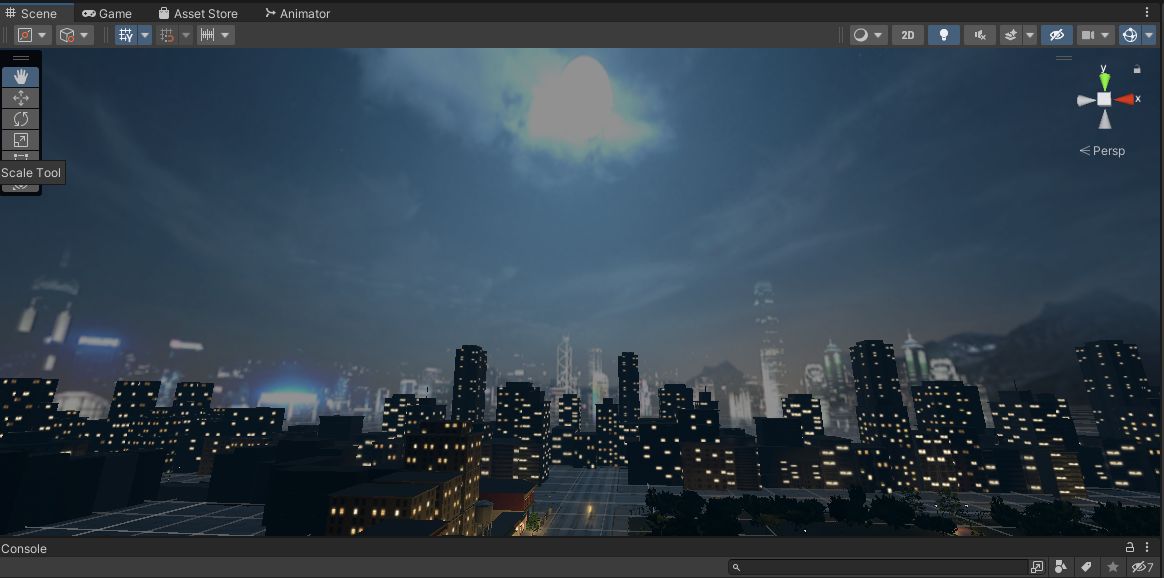 Scene Game Asset Store Animator
2D
y
x
Persp
Scale Tool
Console
7